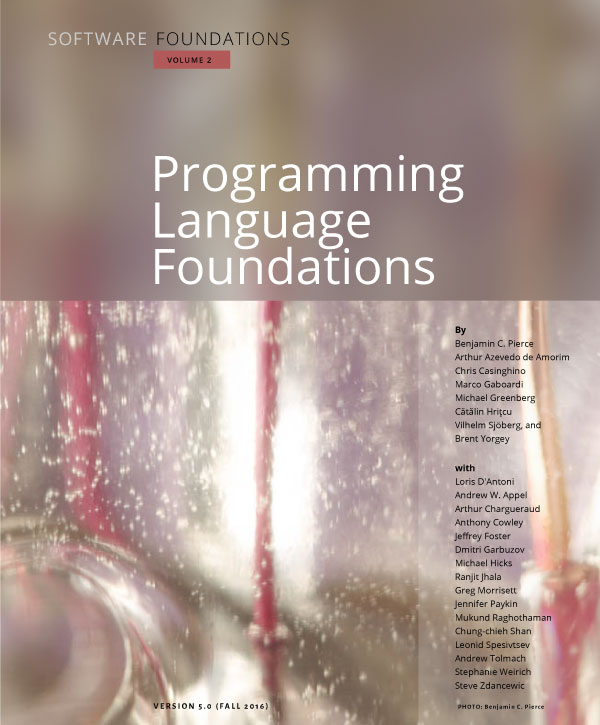 SOFTWARE FOUNDATIONS
VOLUME 2
Programming
Language
Foundations
By
Benjamin C. Pierce
Arthur Azevedo de Amorim
Chris Casinghino
Marco Gaboardi
Michael Greenberg
Cătălin Hriţcu
Vilhelm Sjöberg, and
Brent Yorgey
with
Loris D'Antoni
Andrew W. Appel
Arthur Chargueraud
Anthony Cowley
Jeffrey Foster
Dmitri Garbuzov
Michael Hicks
Ranjit Jhala
Greg Morrisett
Jennifer Paykin
Mukund Raghothaman
Chung-chieh Shan
Leonid Spesivtsev
Andrew Tolmach
Stephanie Weirich
Steve Zdancewic
VERSION 5.0 (FALL 2016)
PHOTO: Benjamin C. Pierce